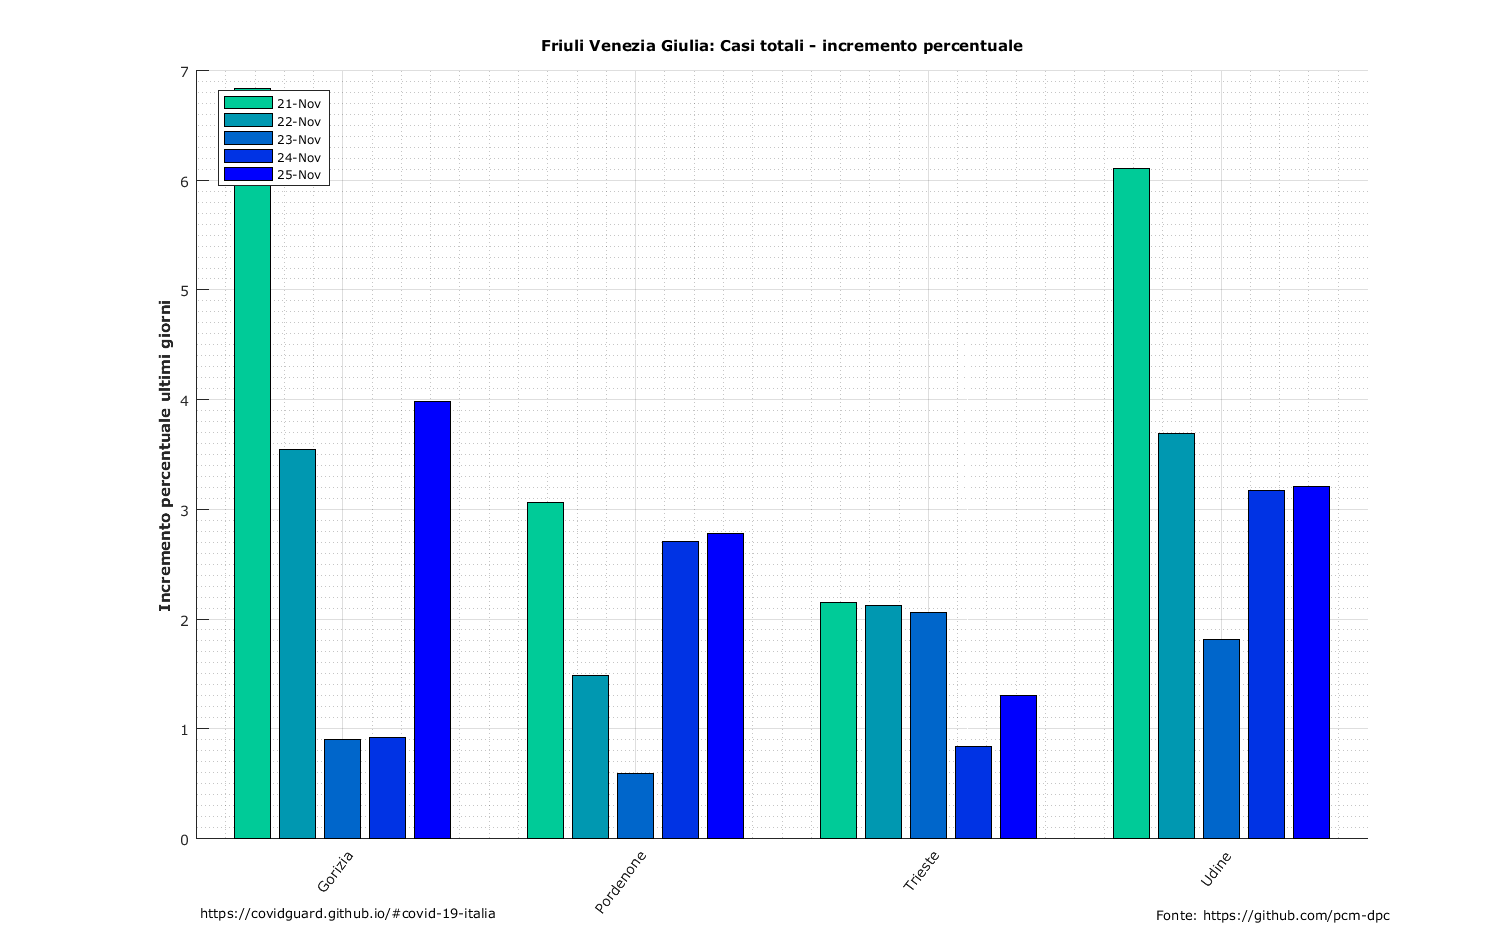 Friuli Venezia Giulia: Casi totali - incremento percentuale
7
6
5
4
3
2
1
0
Incremento percentuale ultimi giorni
21-Nov
22-Nov
23-Nov
24-Nov
25-Nov
Gorizia
Pordenone
Trieste
Udine
https://covidguard.github.io/#covid-19-italia
Fonte: https://github.com/pcm-dpc